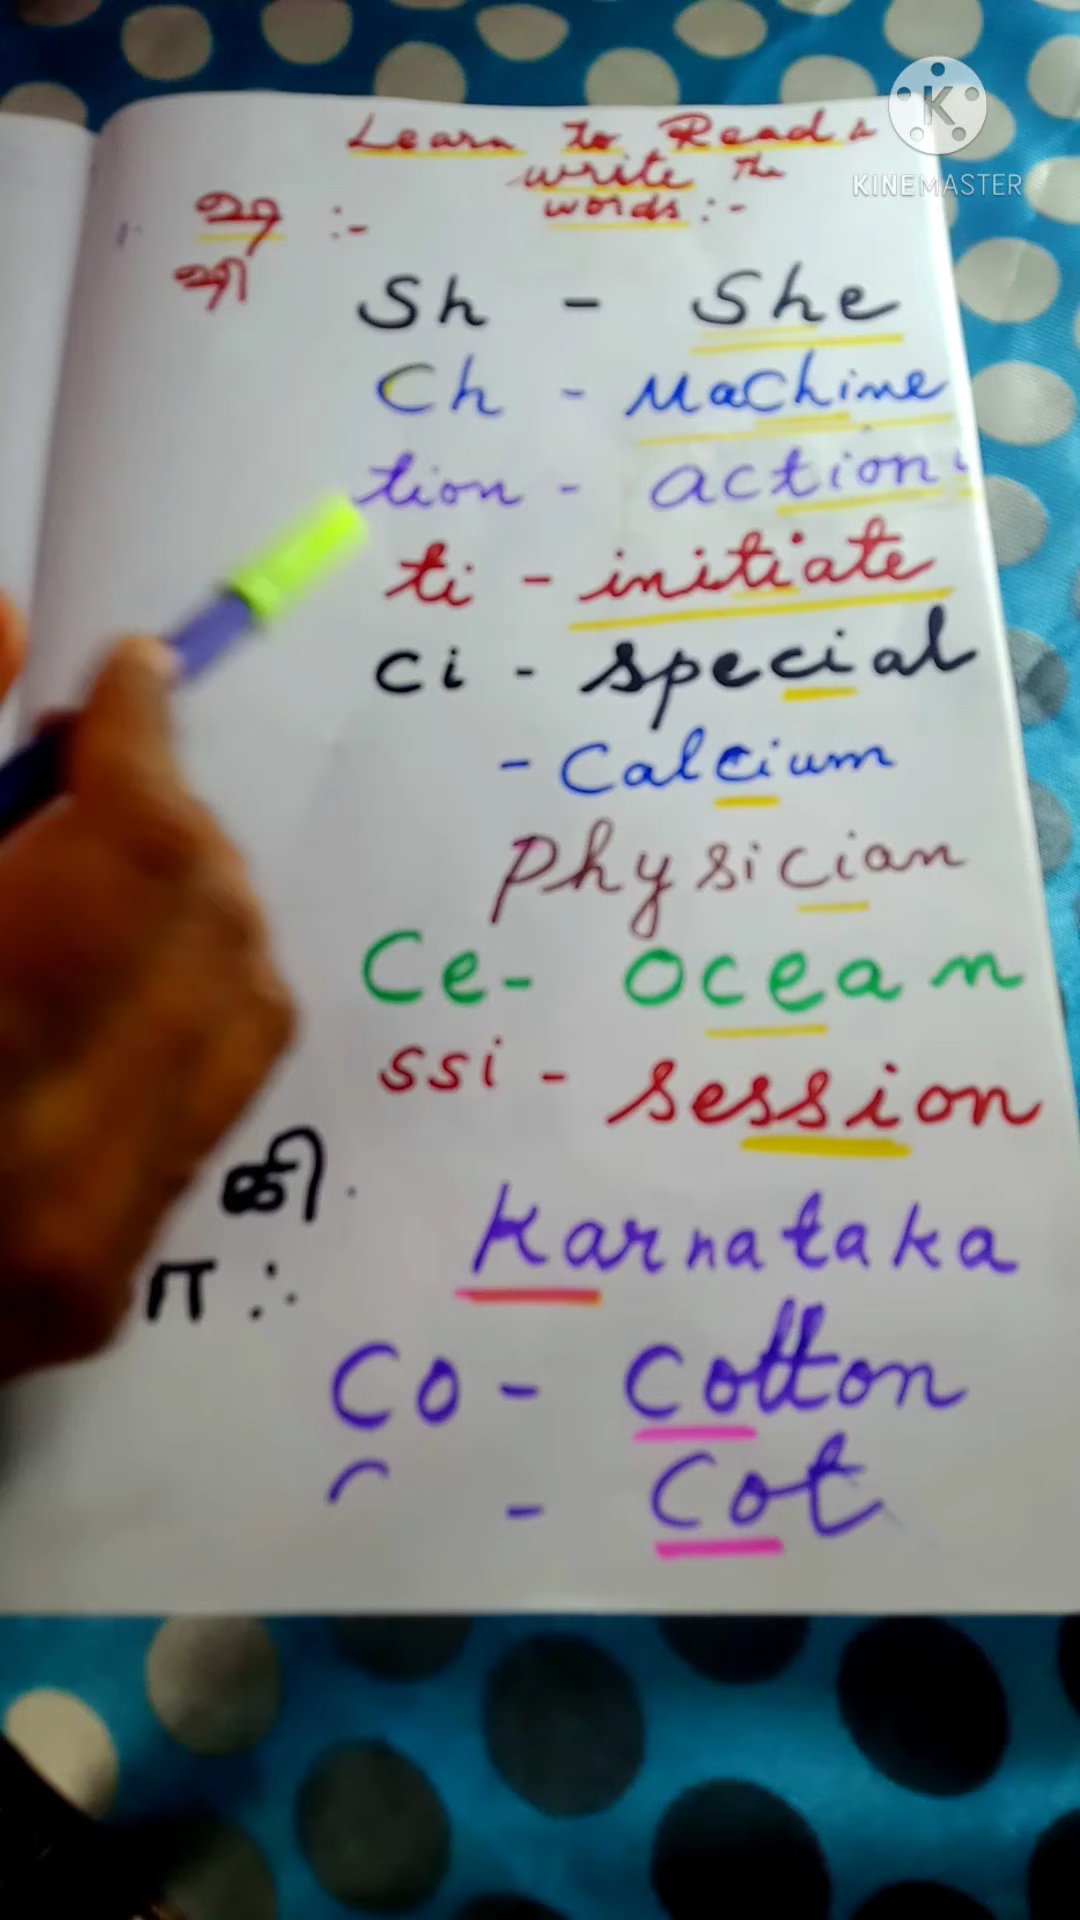 Learn to Read &
write The
words :-
KINEMASTER
1. ஷ :-
ஷி
Sh - She
Ch - Machine
tion - action
ti - initiate
Ci - special
- Calcium
Physician
Ce - Ocean
ssi - session
Karnataka
Co - Cotton
- Cot